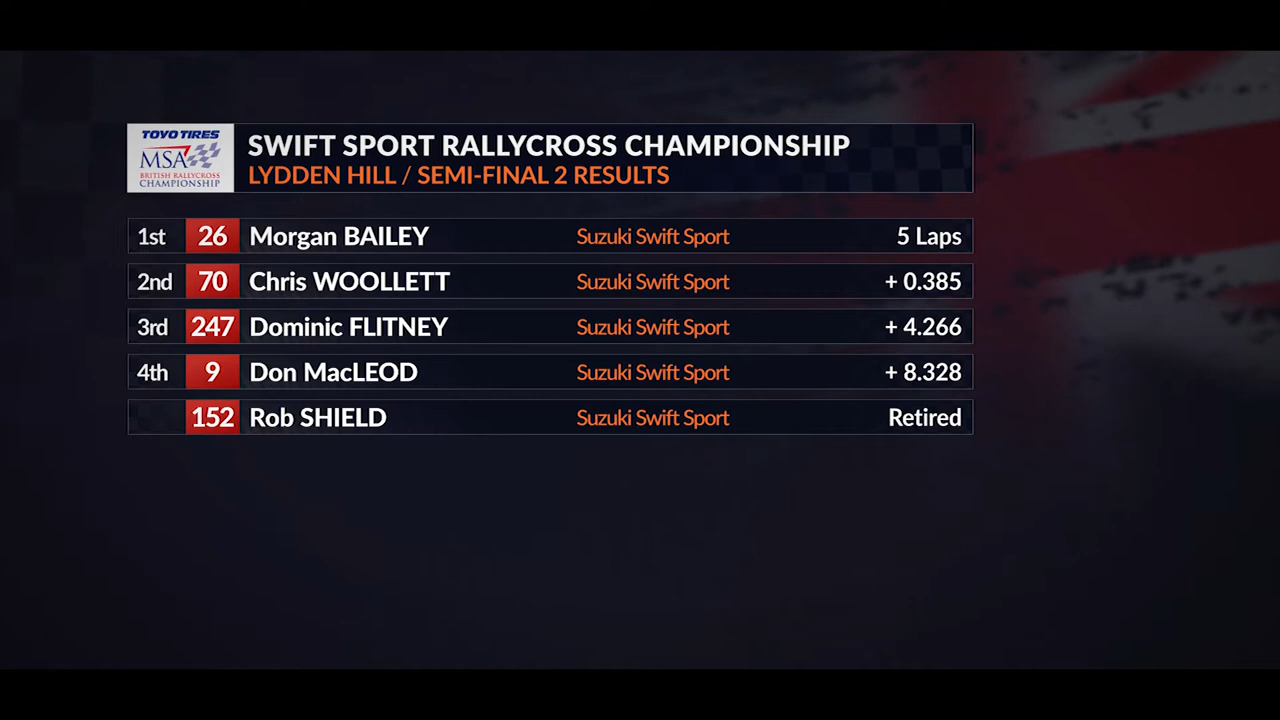 TOYO TIRES
MSA
BRITISH RALLYCROSS
CHAMPIONSHIP
SWIFT SPORT RALLYCROSS CHAMPIONSHIP
LYDDEN HILL / SEMI-FINAL 2 RESULTS
1st 26 Morgan BAILEY Suzuki Swift Sport 5 Laps
2nd 70 Chris WOOLLETT Suzuki Swift Sport + 0.385
3rd 247 Dominic FLITNEY Suzuki Swift Sport + 4.266
4th 9 Don MacLEOD Suzuki Swift Sport + 8.328
152 Rob SHIELD Suzuki Swift Sport Retired